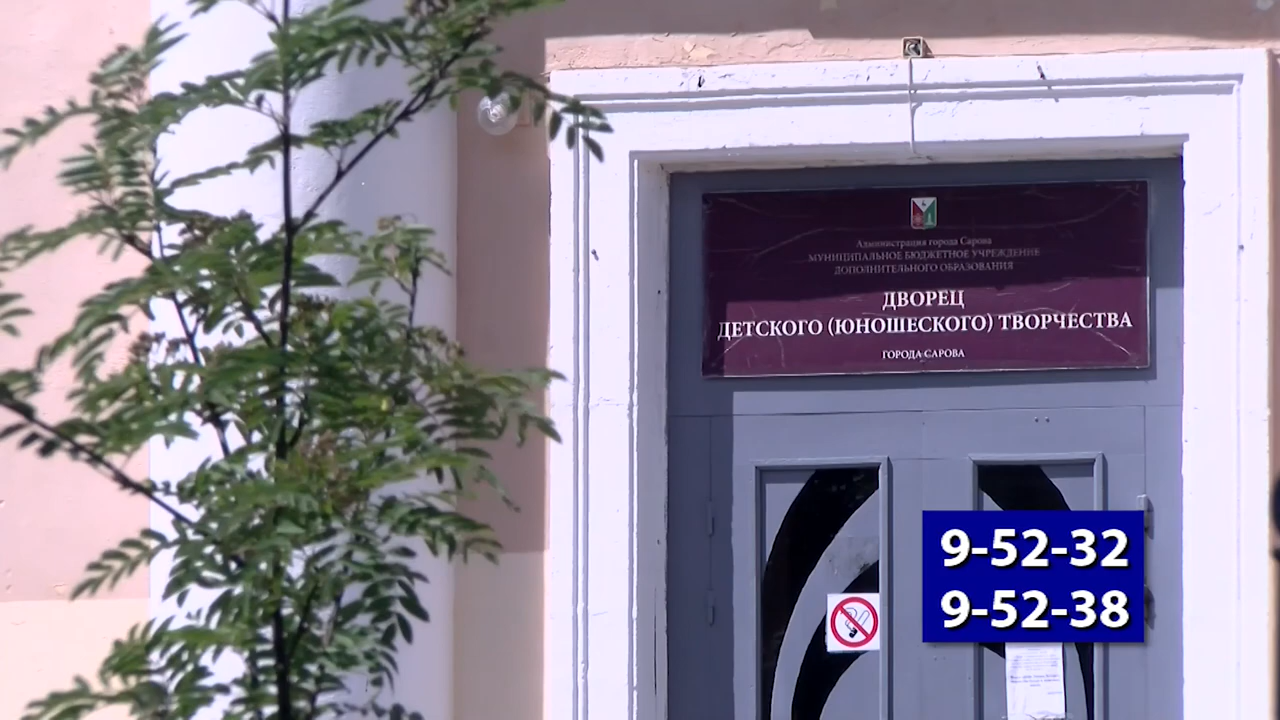 Администрация города Сарова
МУНИЦИПАЛЬНОЕ БЮДЖЕТНОЕ УЧРЕЖДЕНИЕ
ДОПОЛНИТЕЛЬНОГО ОБРАЗОВАНИЯ
ДВОРЕЦ
ДЕТСКОГО (ЮНОШЕСКОГО) ТВОРЧЕСТВА
ГОРОДА САРОВА
9-52-32
9-52-38